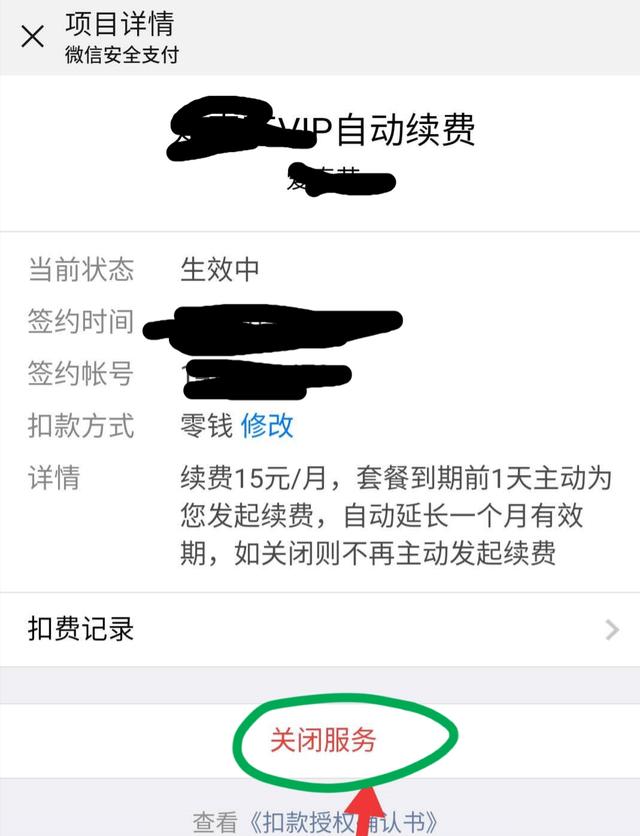 项目详情
微信安全支付
VIP自动续费
当前状态 生效中
签约时间
签约帐号
扣款方式 零钱 修改
详情 续费15元/月，套餐到期前1天主动为
您发起续费，自动延长一个月有效
期，如关闭则不再主动发起续费
扣费记录
关闭服务
查看《扣款授权确认书》